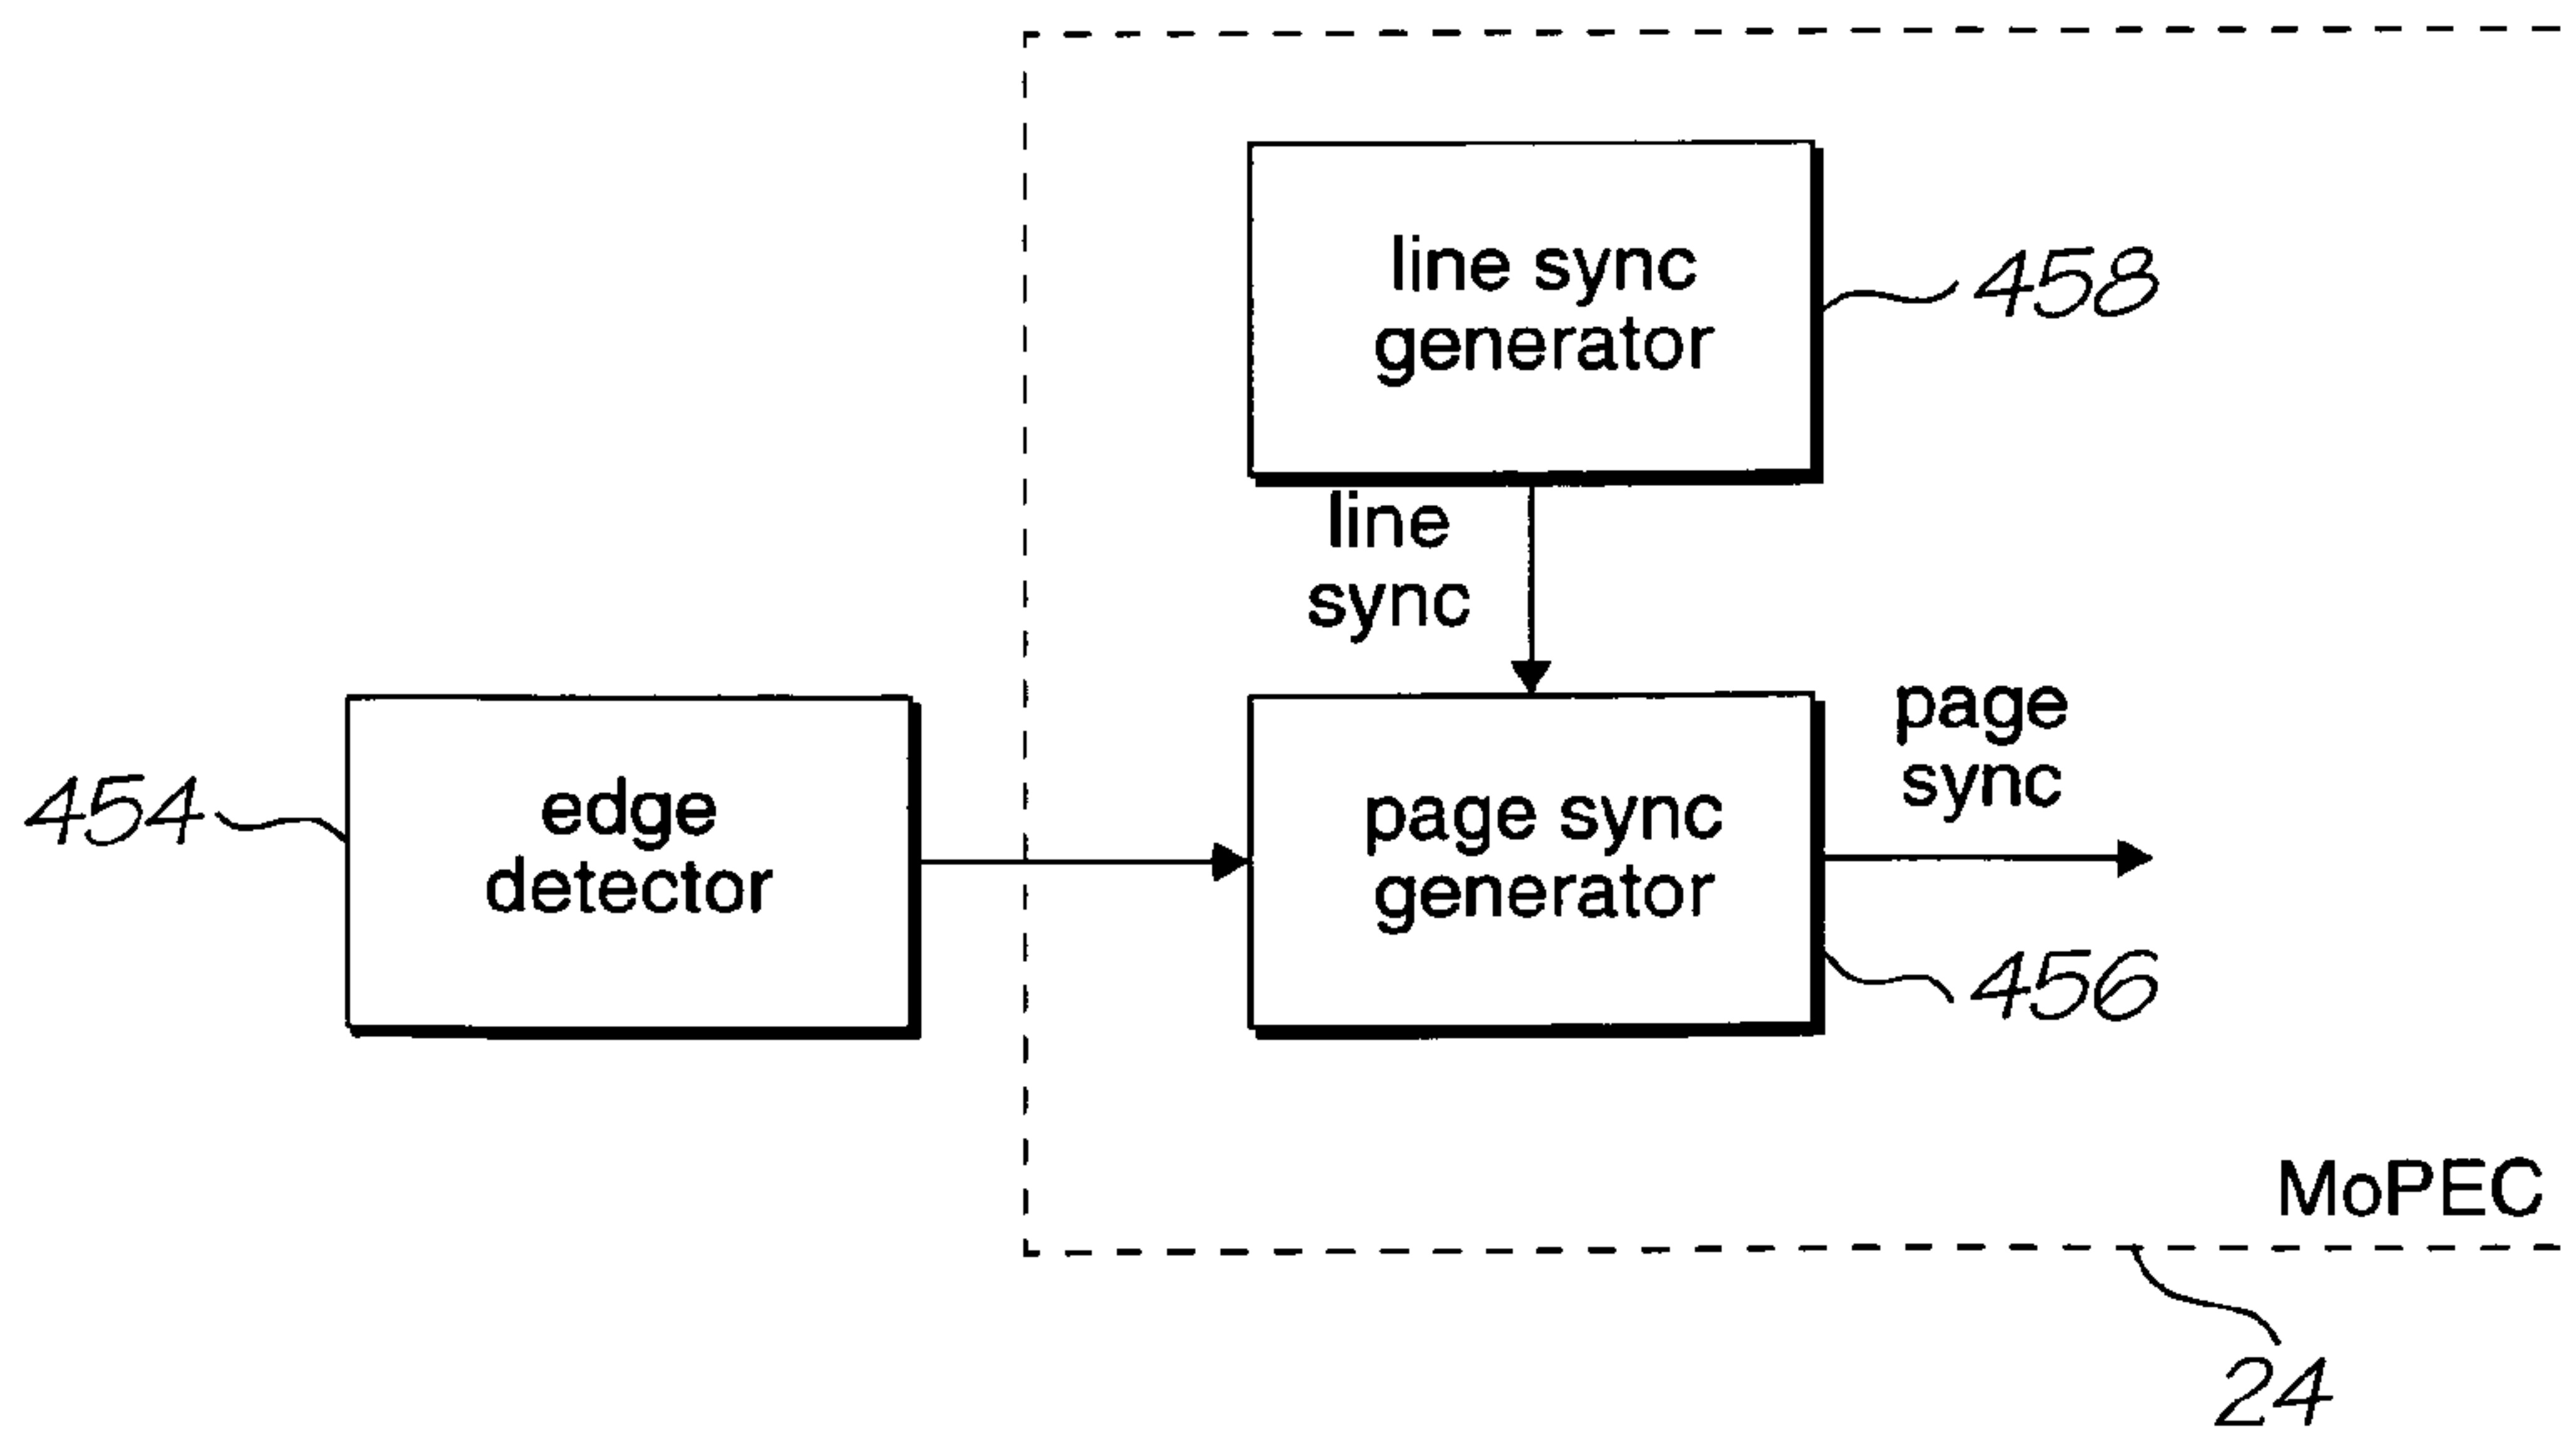 line sync
generator
458
line
sync
page
sync
454
edge
detector
page sync
generator
456
MoPEC
24